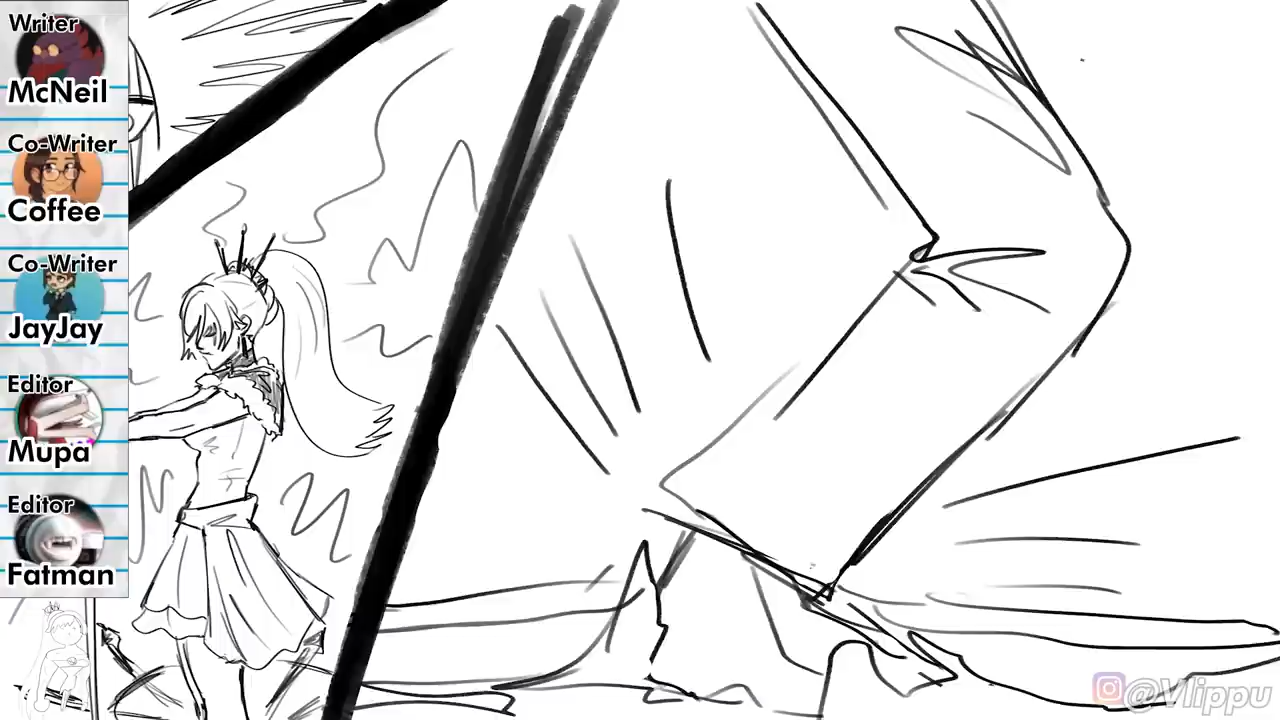 Writer
McNeil
Co-Writer
Coffee
Co-Writer
JayJay
Editor
Mupa
Editor
Fatman
@Vlippu